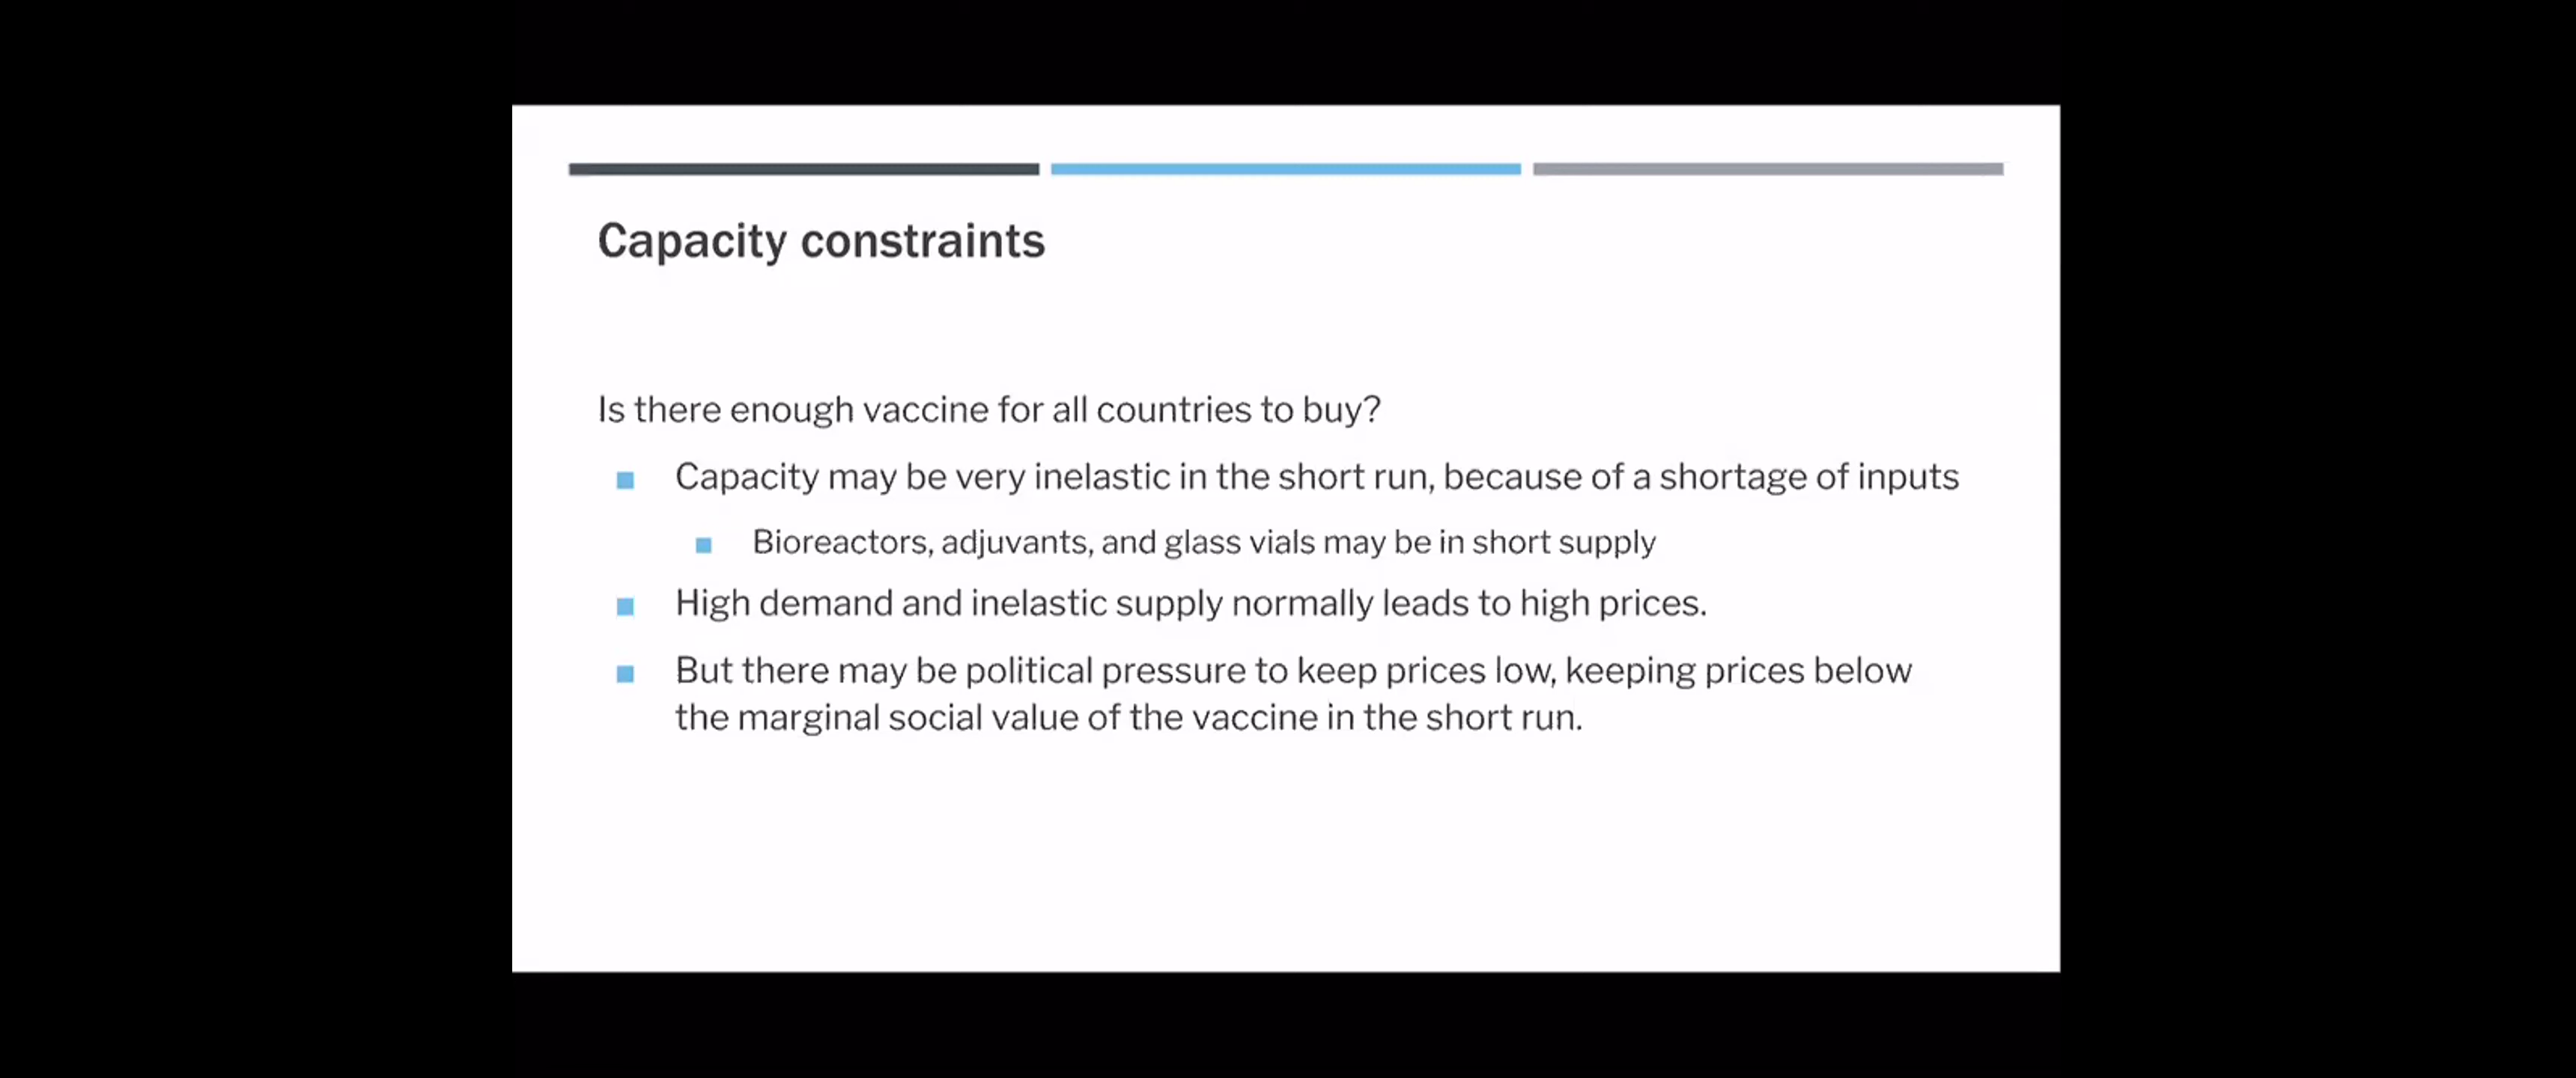 Capacity constraints
Is there enough vaccine for all countries to buy?
Capacity may be very inelastic in the short run, because of a shortage of inputs
Bioreactors, adjuvants, and glass vials may be in short supply
High demand and inelastic supply normally leads to high prices.
But there may be political pressure to keep prices low, keeping prices below
the marginal social value of the vaccine in the short run.